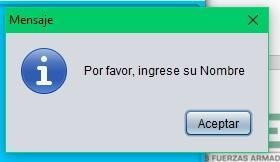 Mensaje
Por favor, ingrese su Nombre
Aceptar
FUERZAS ARMAD